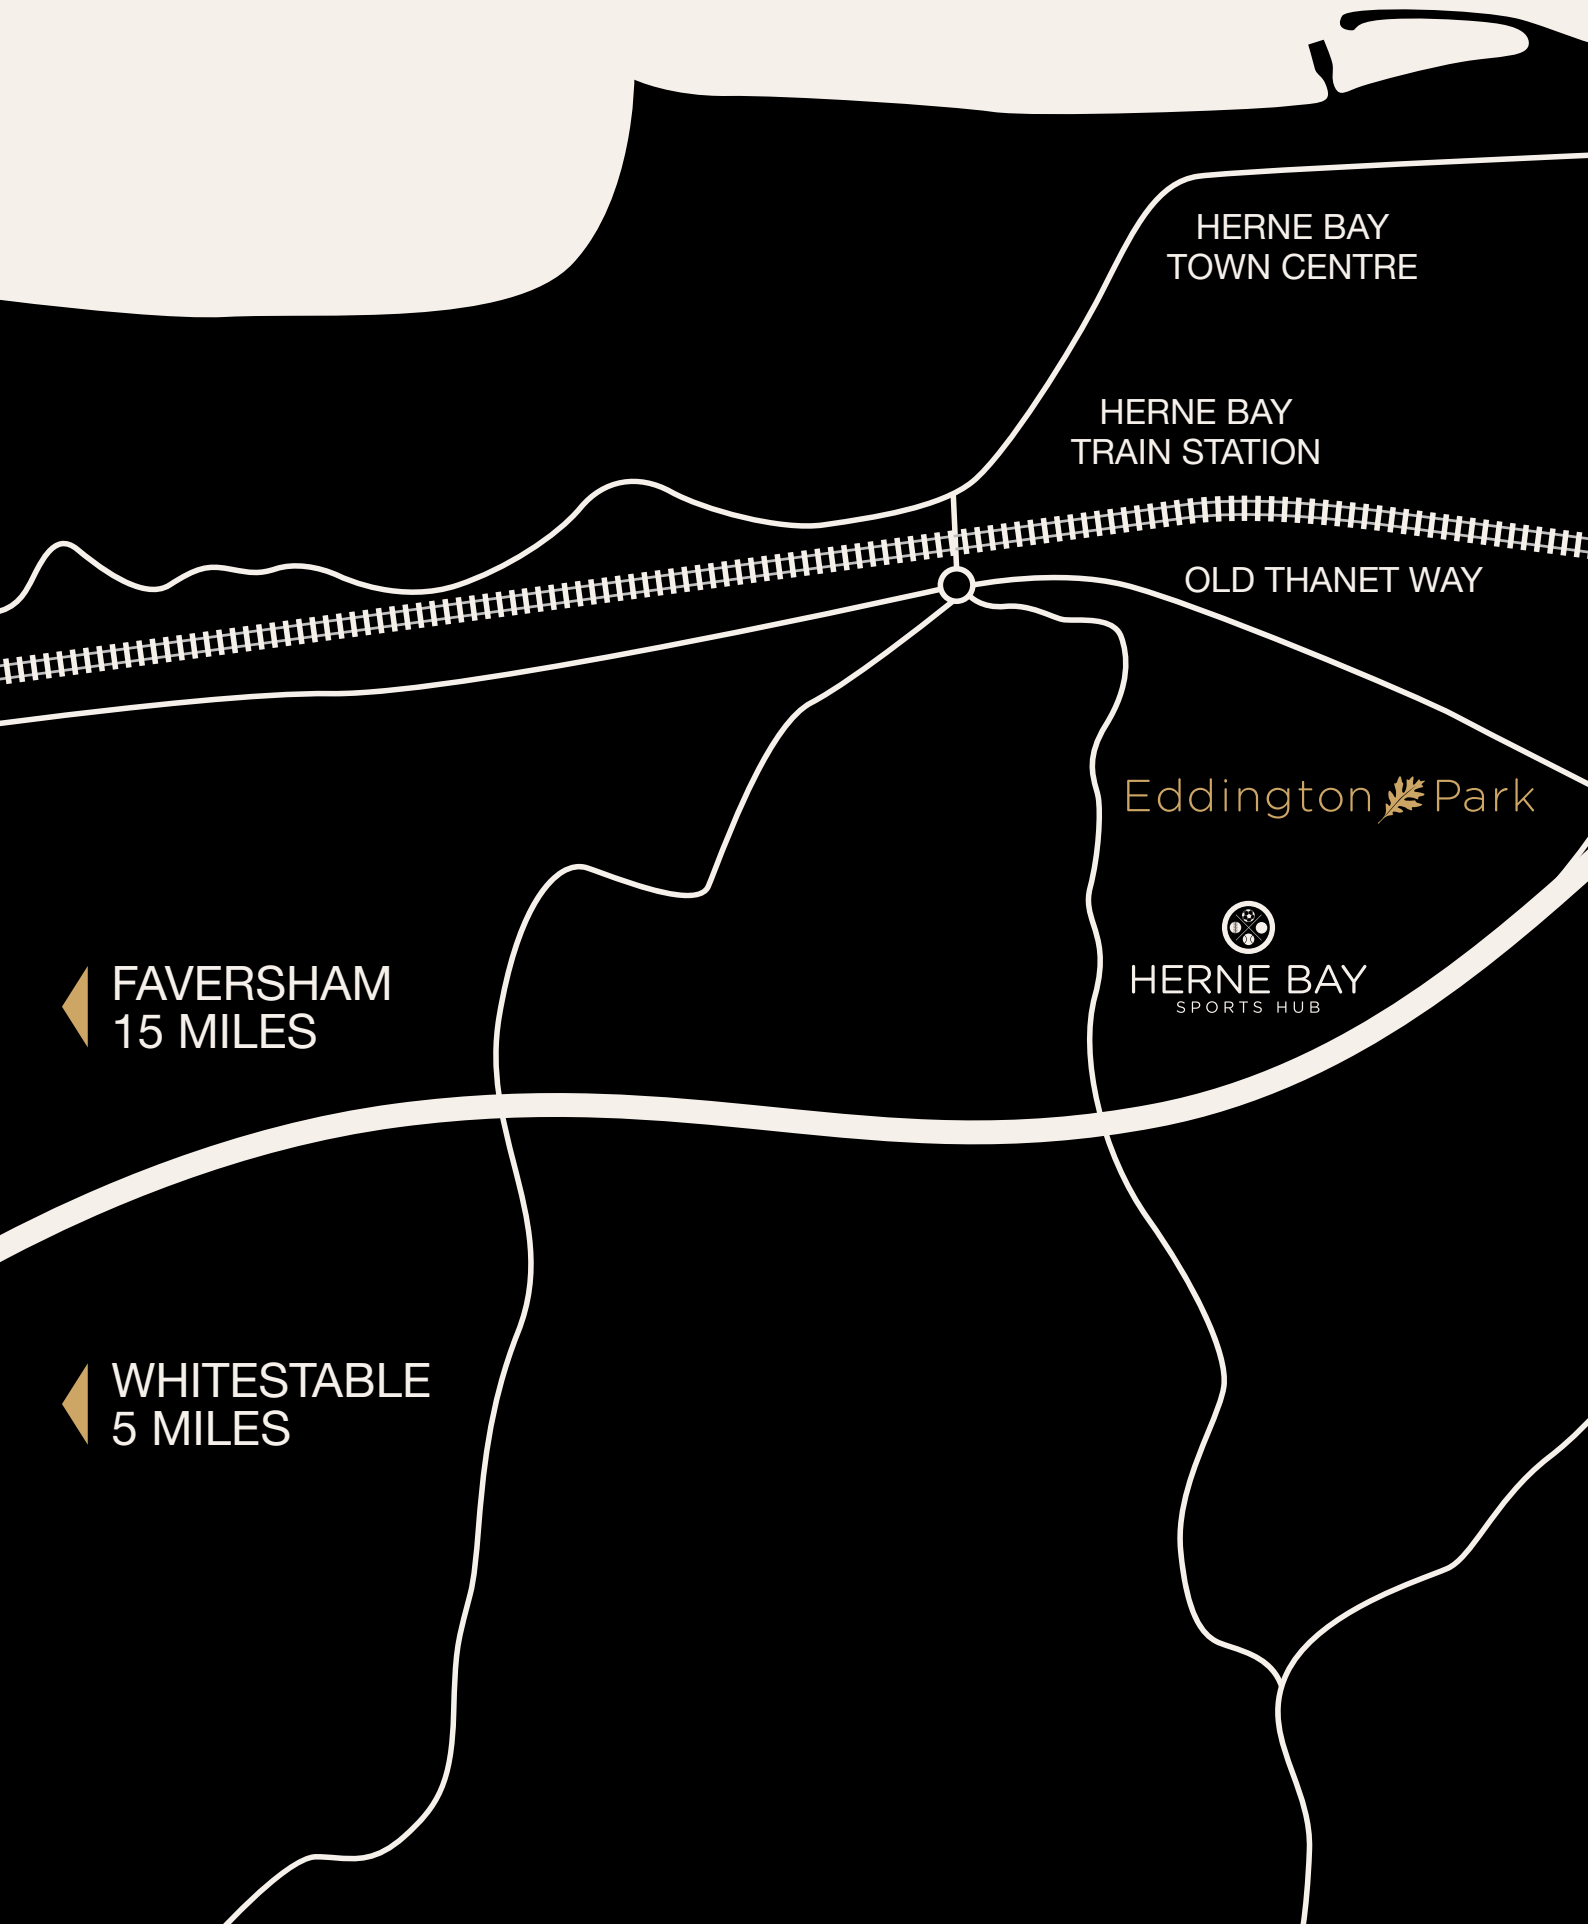 HERNE BAY
TOWN CENTRE
HERNE BAY
TRAIN STATION
OLD THANET WAY
Eddington Park
HERNE BAY
SPORTS HUB
FAVERSHAM
15 MILES
WHITESTABLE
5 MILES